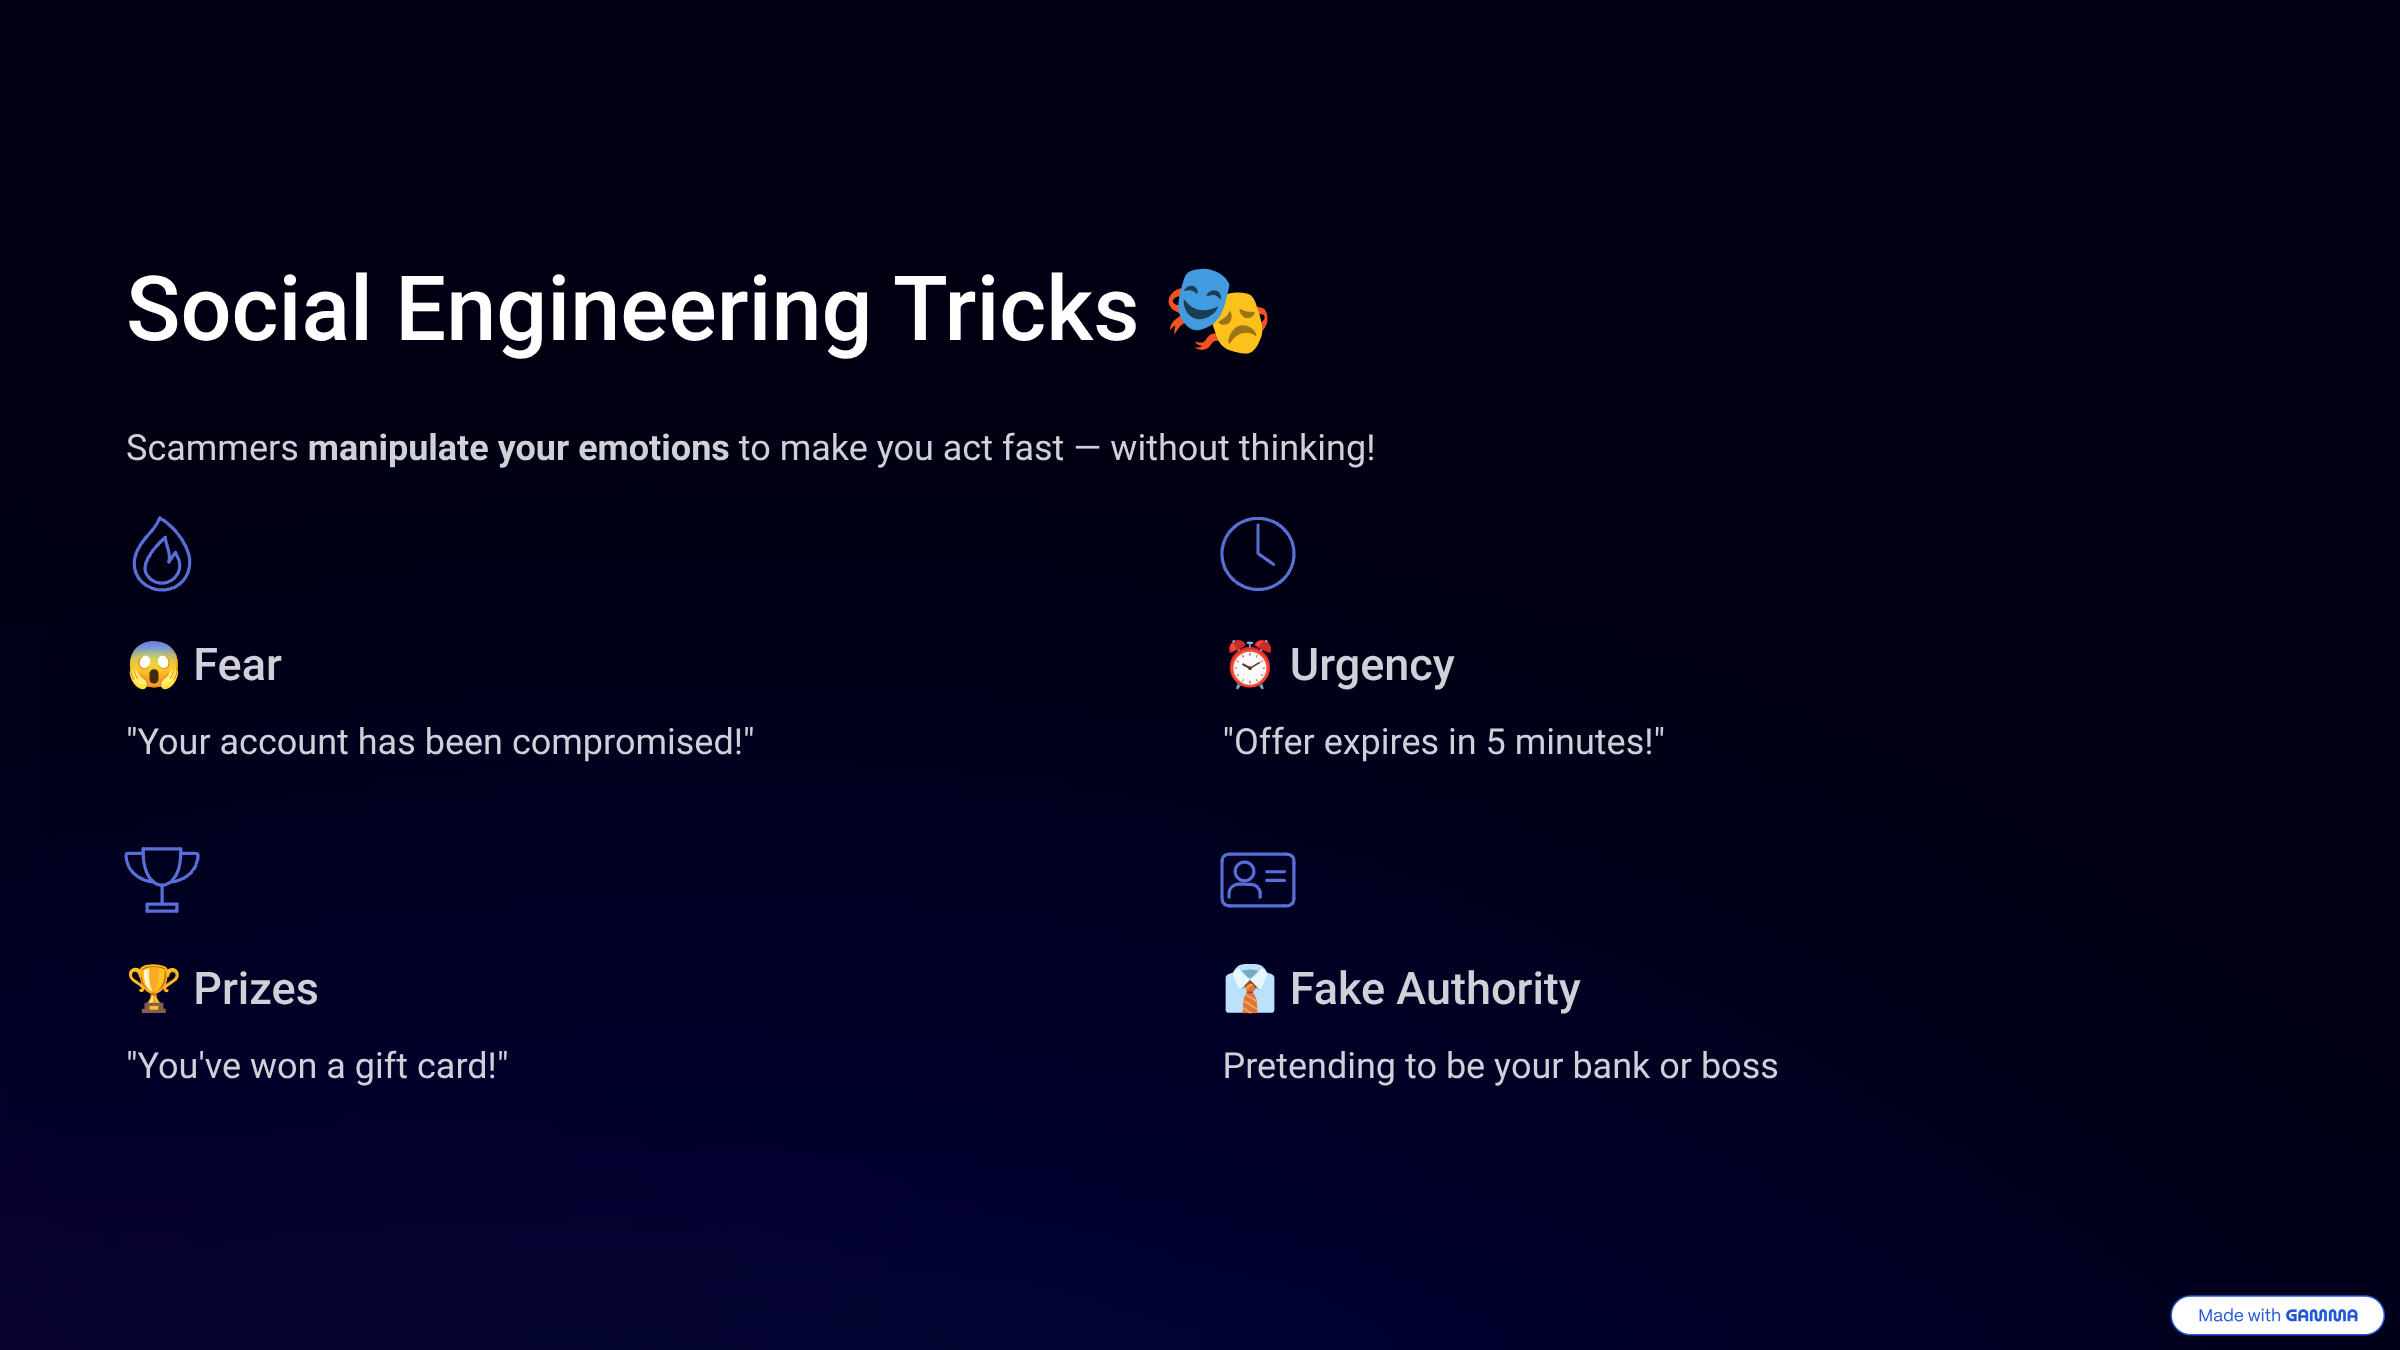 Social Engineering Tricks 🎭
Scammers manipulate your emotions to make you act fast — without thinking!
😱 Fear
"Your account has been compromised!"
⏰ Urgency
"Offer expires in 5 minutes!"
🏆 Prizes
"You've won a gift card!"
👔 Fake Authority
Pretending to be your bank or boss
Made with GAMMA